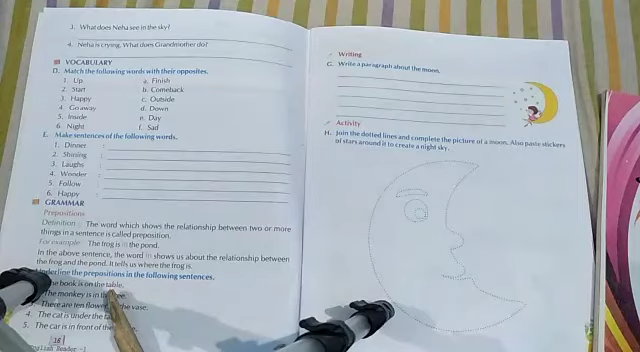 3. What does Neha see in the sky?
4. Neha is crying. What does Grandmother do?
VOCABULARY
D. Match the following words with their opposites.
1. Up a. Finish
2. Start b. Comeback
3. Happy c. Outside
4. Go away d. Down
5. Inside e. Day
6. Night f. Sad
E. Make sentences of the following words.
1. Dinner :
2. Shining :
3. Laughs :
4. Wonder :
5. Follow :
6. Happy :
GRAMMAR
Prepositions
Definition : The word which shows the relationship between two or more
things in a sentence is called preposition.
For example: The frog is in the pond.
In the above sentence, the word in shows us about the relationship between
the frog and the pond. It tells us where the frog is.
Underline the prepositions in the following sentences.
The book is on the table.
The monkey is in the tree.
3. There are ten flowers the vase.
4. The cat is under the
5. The car is in front of the
18
English Reader -1
Writing
G. Write a paragraph about the moon.
Activity
H. Join the dotted lines and complete the picture of a moon. Also paste stickers
of stars around it to create a night sky.